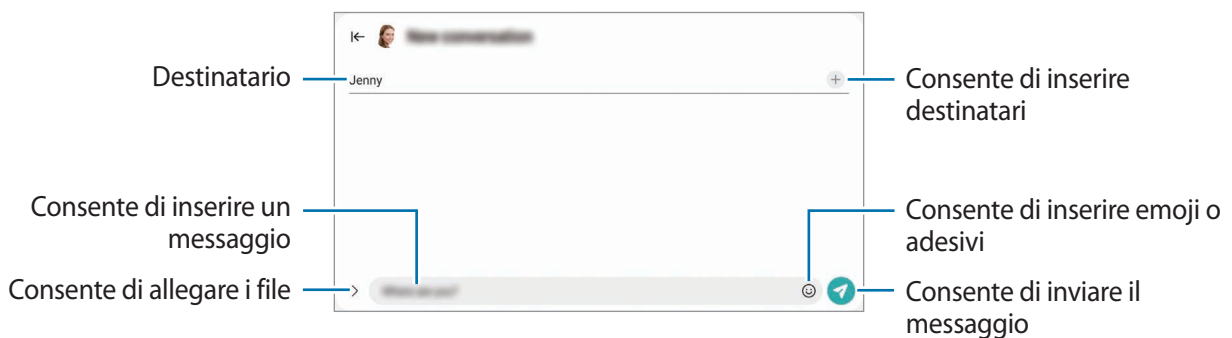 Destinatario
Jenny
Consente di inserire
destinatari
Consente di inserire un
messaggio
Consente di inserire emoji o
adesivi
Consente di allegare i file
Consente di inviare il
messaggio